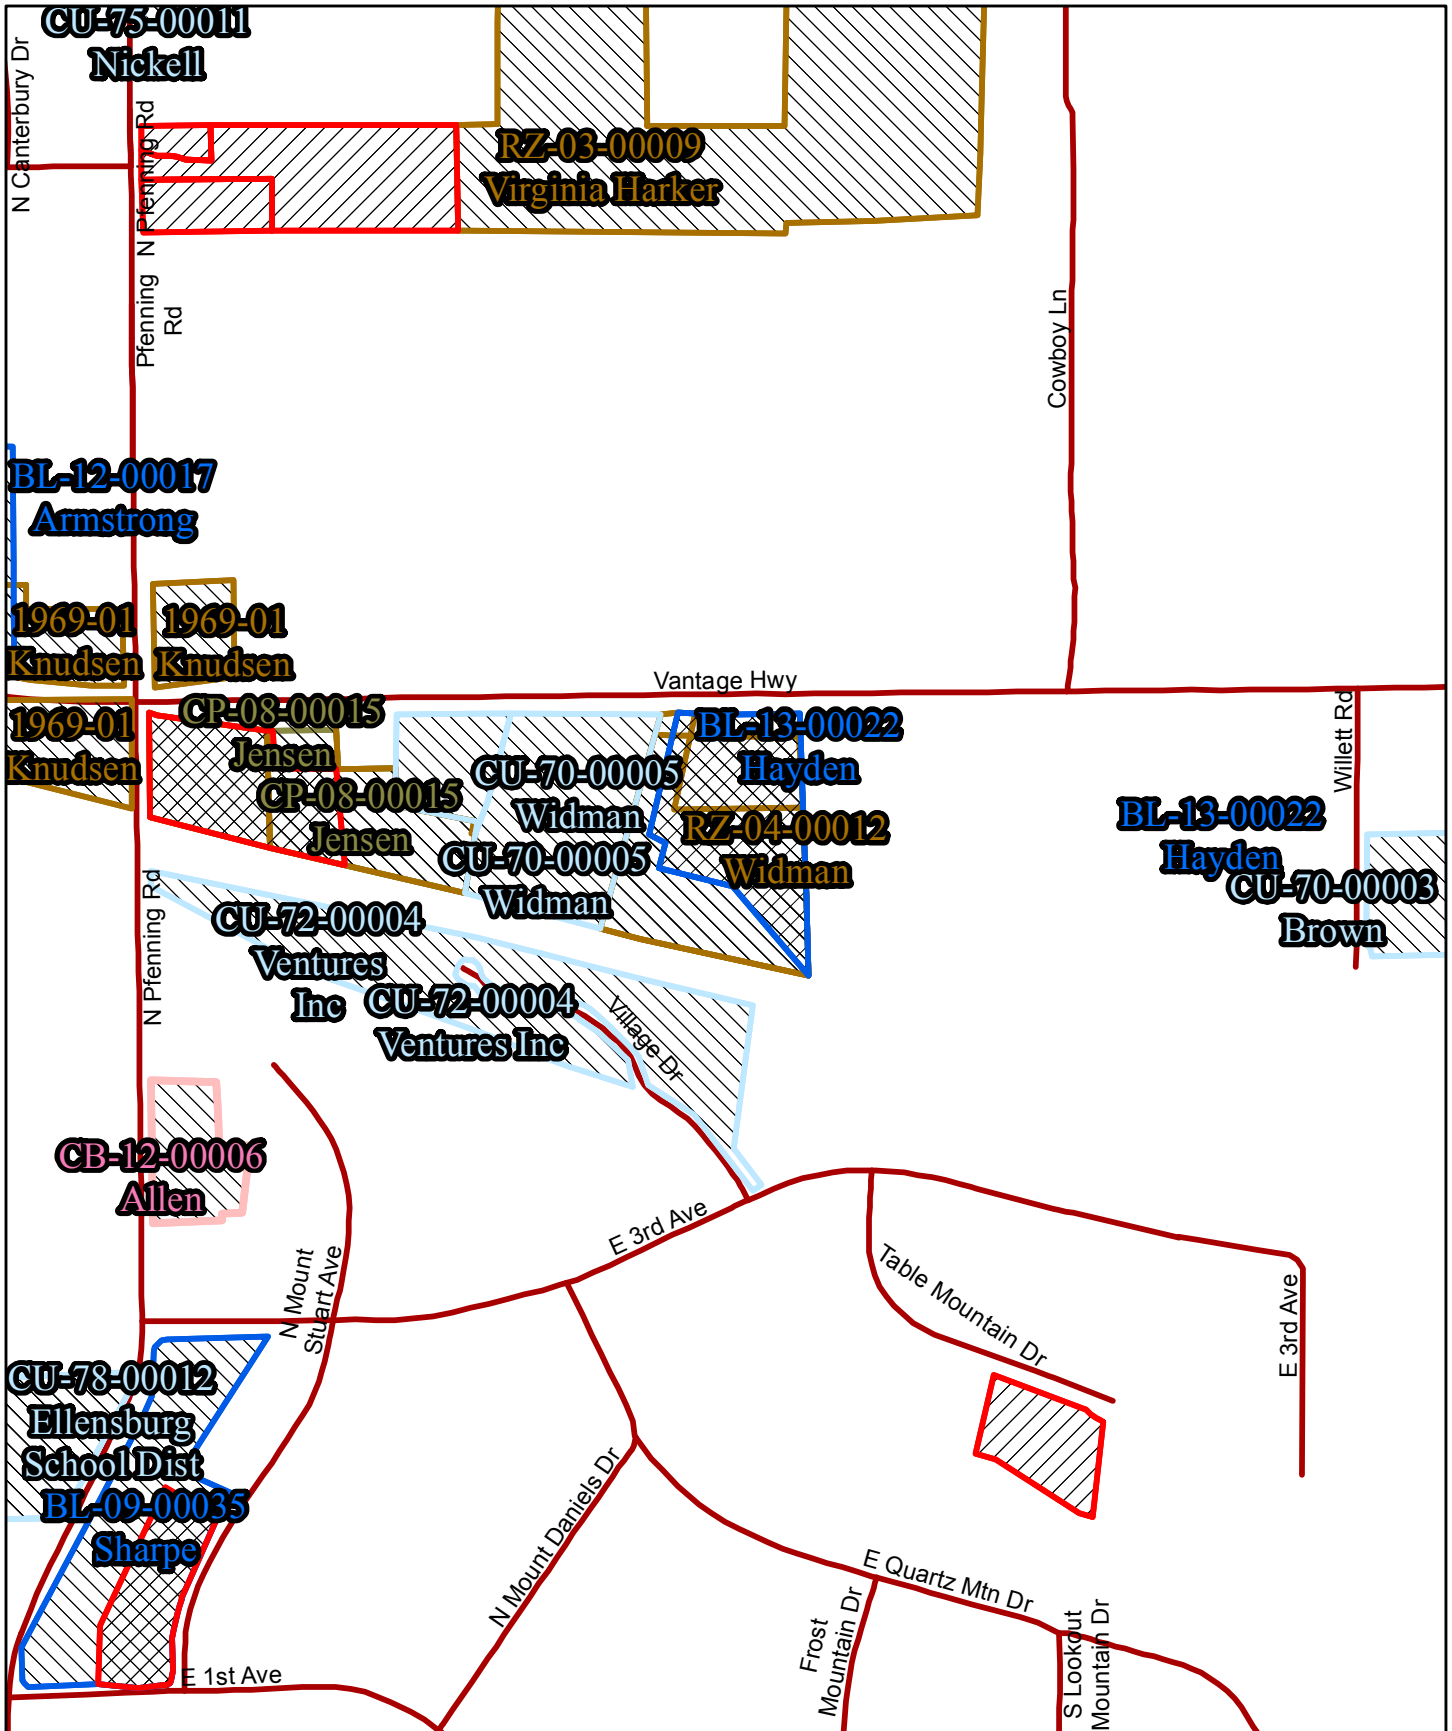 CU-75-00011
Nickell
N Canterbury Dr
N Pfenning Rd
RZ-03-00009
Virginia Harker
Pfenning
Rd
Cowboy Ln
BL-12-00017
Armstrong
1969-01
Knudsen
1969-01
Knudsen
Vantage Hwy
1969-01
Knudsen
CP-08-00015
Jensen
CP-08-00015
Jensen
CU-70-00005
Widman
CU-70-00005
Widman
BL-13-00022
Hayden
RZ-04-00012
Widman
Willett Rd
BL-13-00022
Hayden
CU-70-00003
Brown
N Pfenning Rd
CU-72-00004
Ventures
Inc
CU-72-00004
Ventures Inc
Village Dr
CB-12-00006
Allen
E 3rd Ave
N Mount
Stuart Ave
Table Mountain Dr
E 3rd Ave
CU-78-00012
Ellensburg
School Dist
BL-09-00035
Sharpe
N Mount Daniels Dr
E Quartz Mtn Dr
Frost
Mountain Dr
S Lookout
Mountain Dr
E 1st Ave